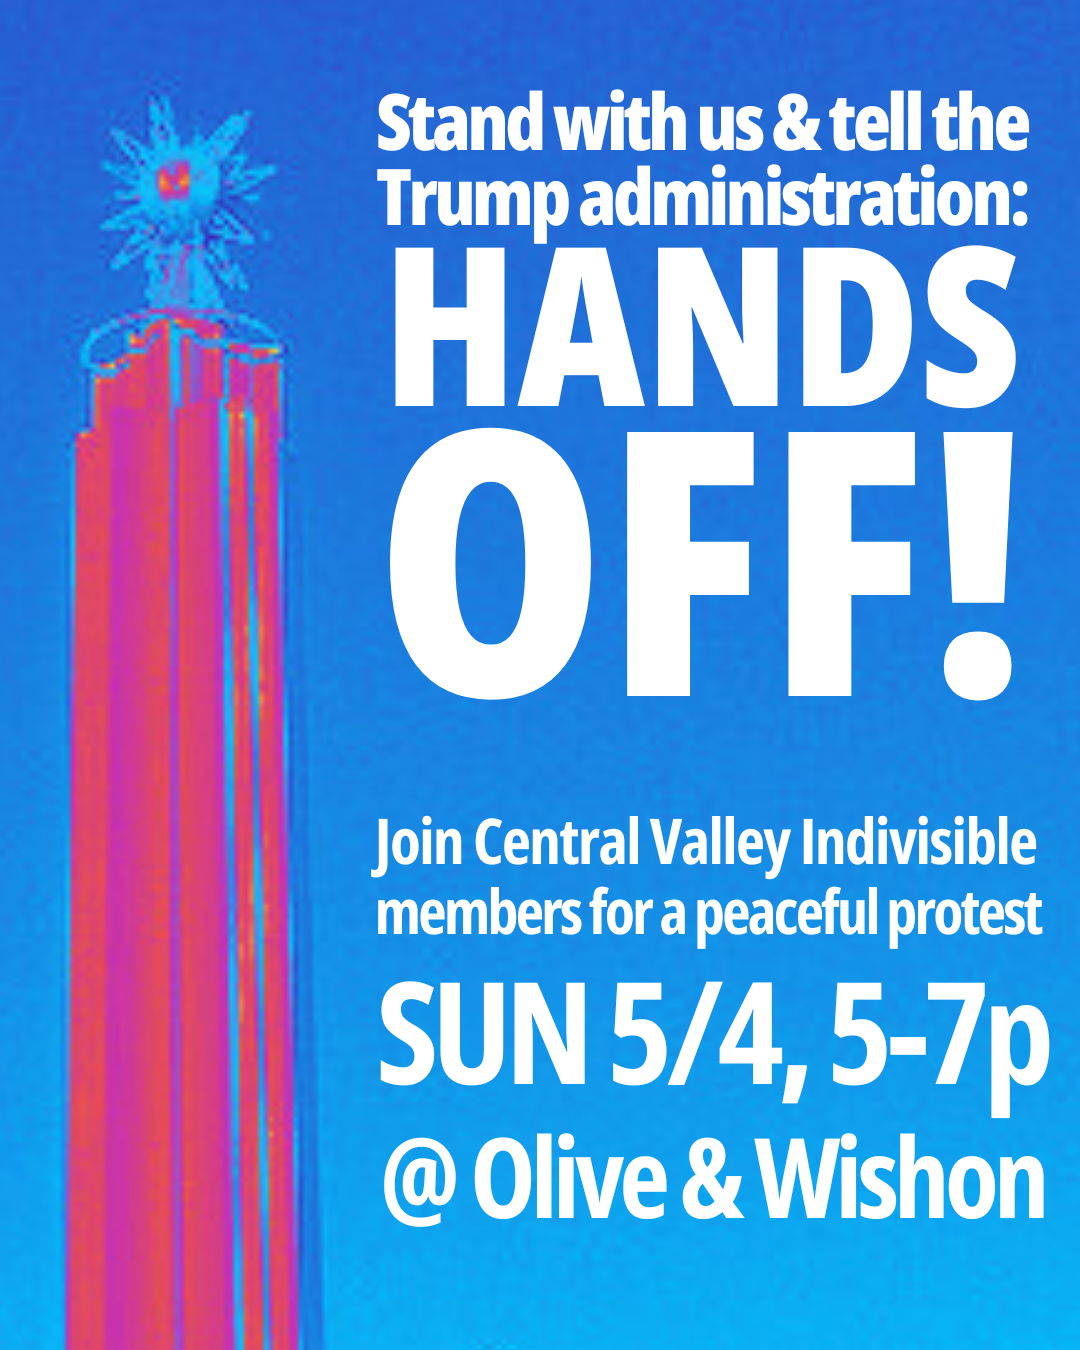 Stand with us & tell the
Trump administration:
HANDS
OFF!
Join Central Valley Indivisible
members for a peaceful protest
SUN 5/4, 5-7p
@ Olive & Wishon